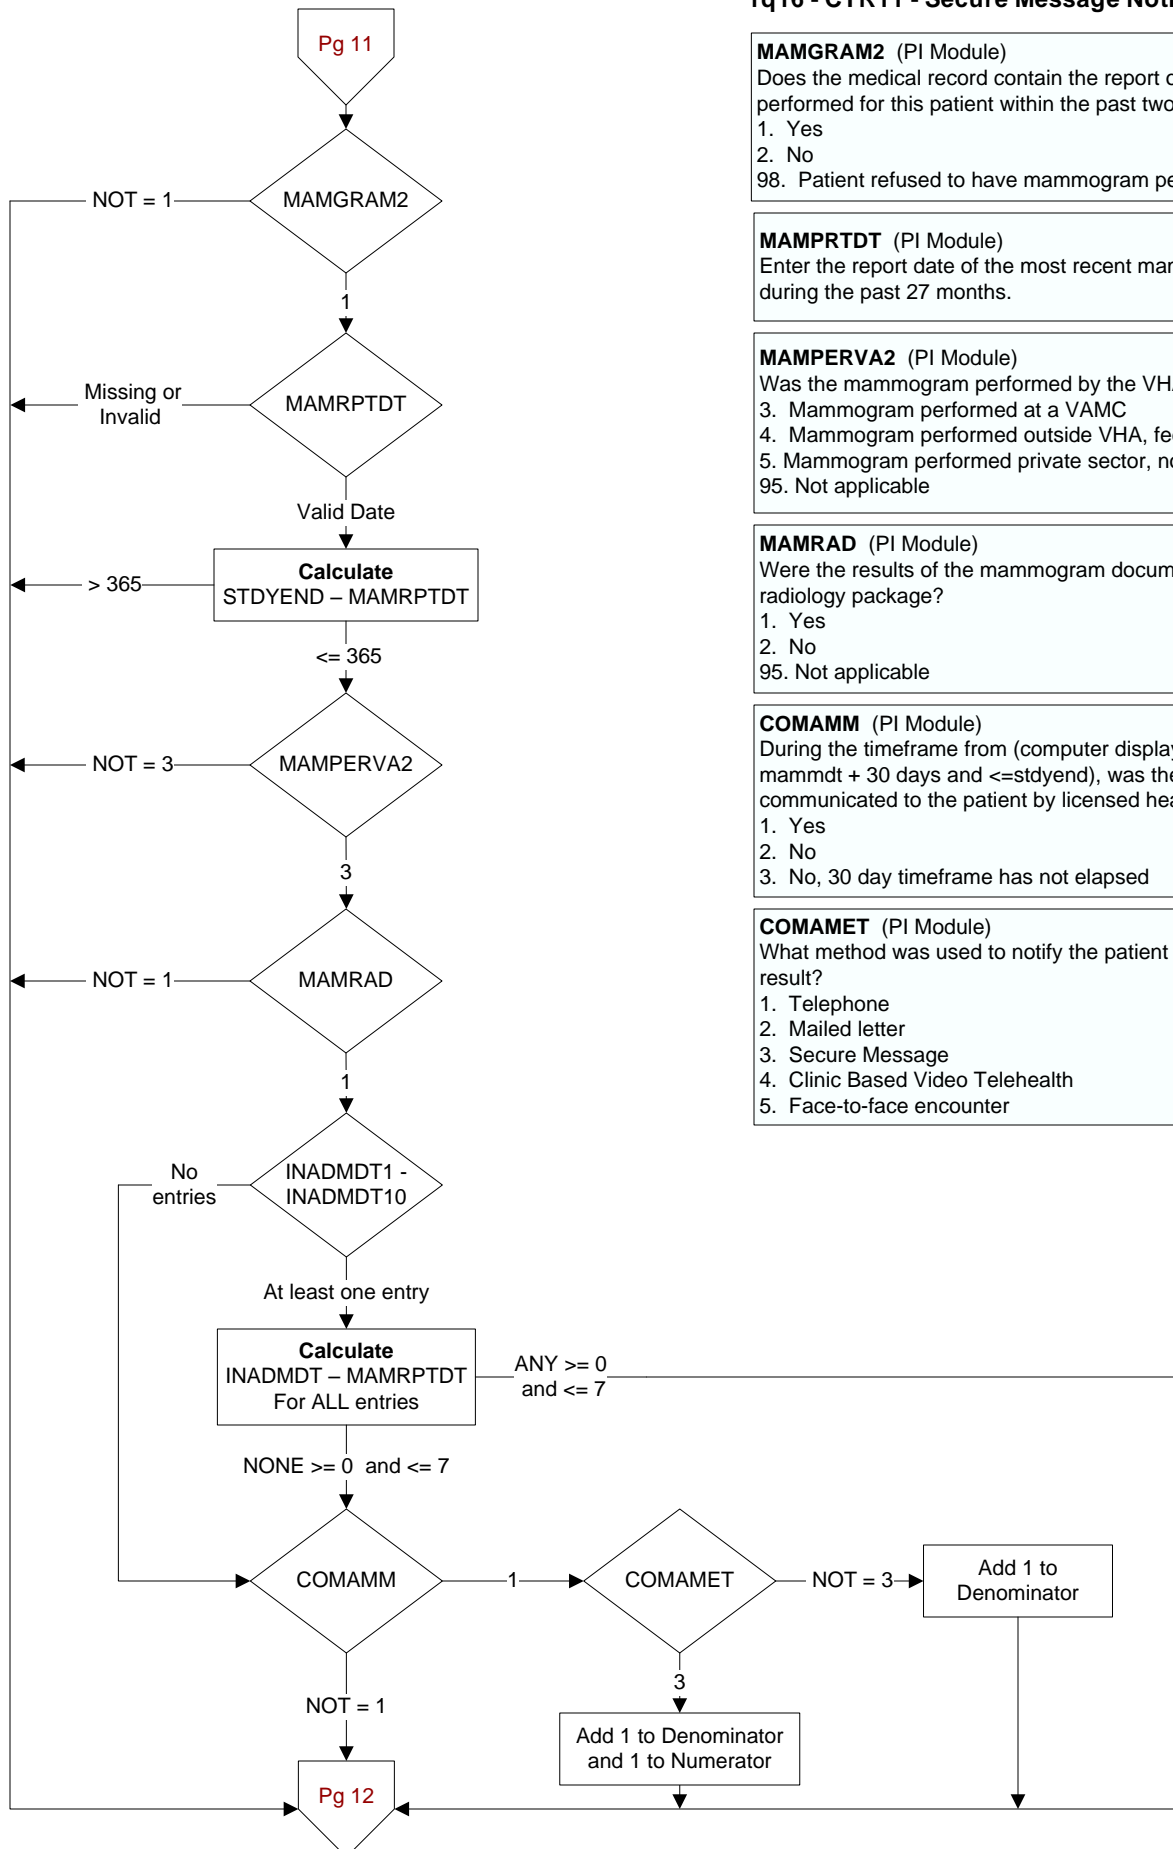 1q16 - CTR11 - Secure Message
Pg 11
MAMGRAM2
NOT = 1
1
MAMRPTDT
Missing or
Invalid
Valid Date
Calculate
STDYEND – MAMRPTDT
> 365
<= 365
MAMPERVA2
NOT = 3
3
MAMRAD
NOT = 1
1
INADMDT1 -
INADMDT10
No
entries
At least one entry
Calculate
INADMDT – MAMRPTDT
For ALL entries
ANY >= 0
and <= 7
NONE >= 0 and <= 7
COMAMM
1
COMAMET
NOT = 3
Add 1 to
Denominator
NOT = 1
3
Add 1 to Denominator
and 1 to Numerator
Pg 12
MAMGRAM2 (PI Module)
Does the medical record contain the report
performed for this patient within the past two
1. Yes
2. No
98. Patient refused to have mammogram
MAMPRTDT (PI Module)
Enter the report date of the most recent
during the past 27 months.
MAMPERVA2 (PI Module)
Was the mammogram performed by the
3. Mammogram performed at a VAMC
4. Mammogram performed outside VHA,
5. Mammogram performed private sector,
95. Not applicable
MAMRAD (PI Module)
Were the results of the mammogram
radiology package?
1. Yes
2. No
95. Not applicable
COMAMM (PI Module)
During the timeframe from (computer
mammdt + 30 days and <=stdyend), was
communicated to the patient by licensed
1. Yes
2. No
3. No, 30 day timeframe has not elapsed
COMAMET (PI Module)
What method was used to notify the patient
result?
1. Telephone
2. Mailed letter
3. Secure Message
4. Clinic Based Video Telehealth
5. Face-to-face encounter